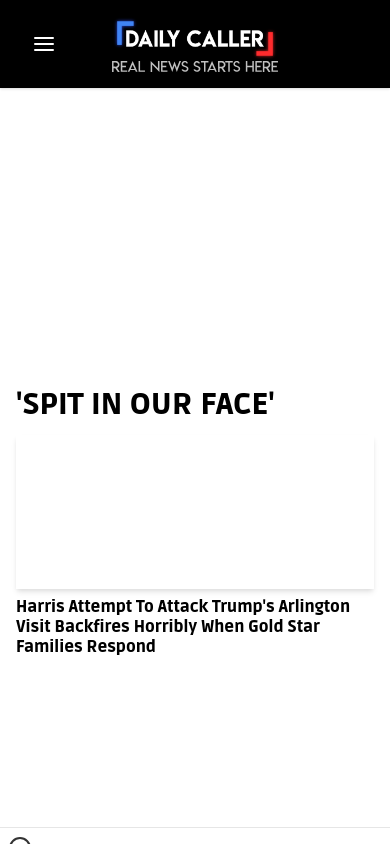 DAILY CALLER
REAL NEWS STARTS HERE
'SPIT IN OUR FACE'
Harris Attempt To Attack Trump's Arlington
Visit Backfires Horribly When Gold Star
Families Respond